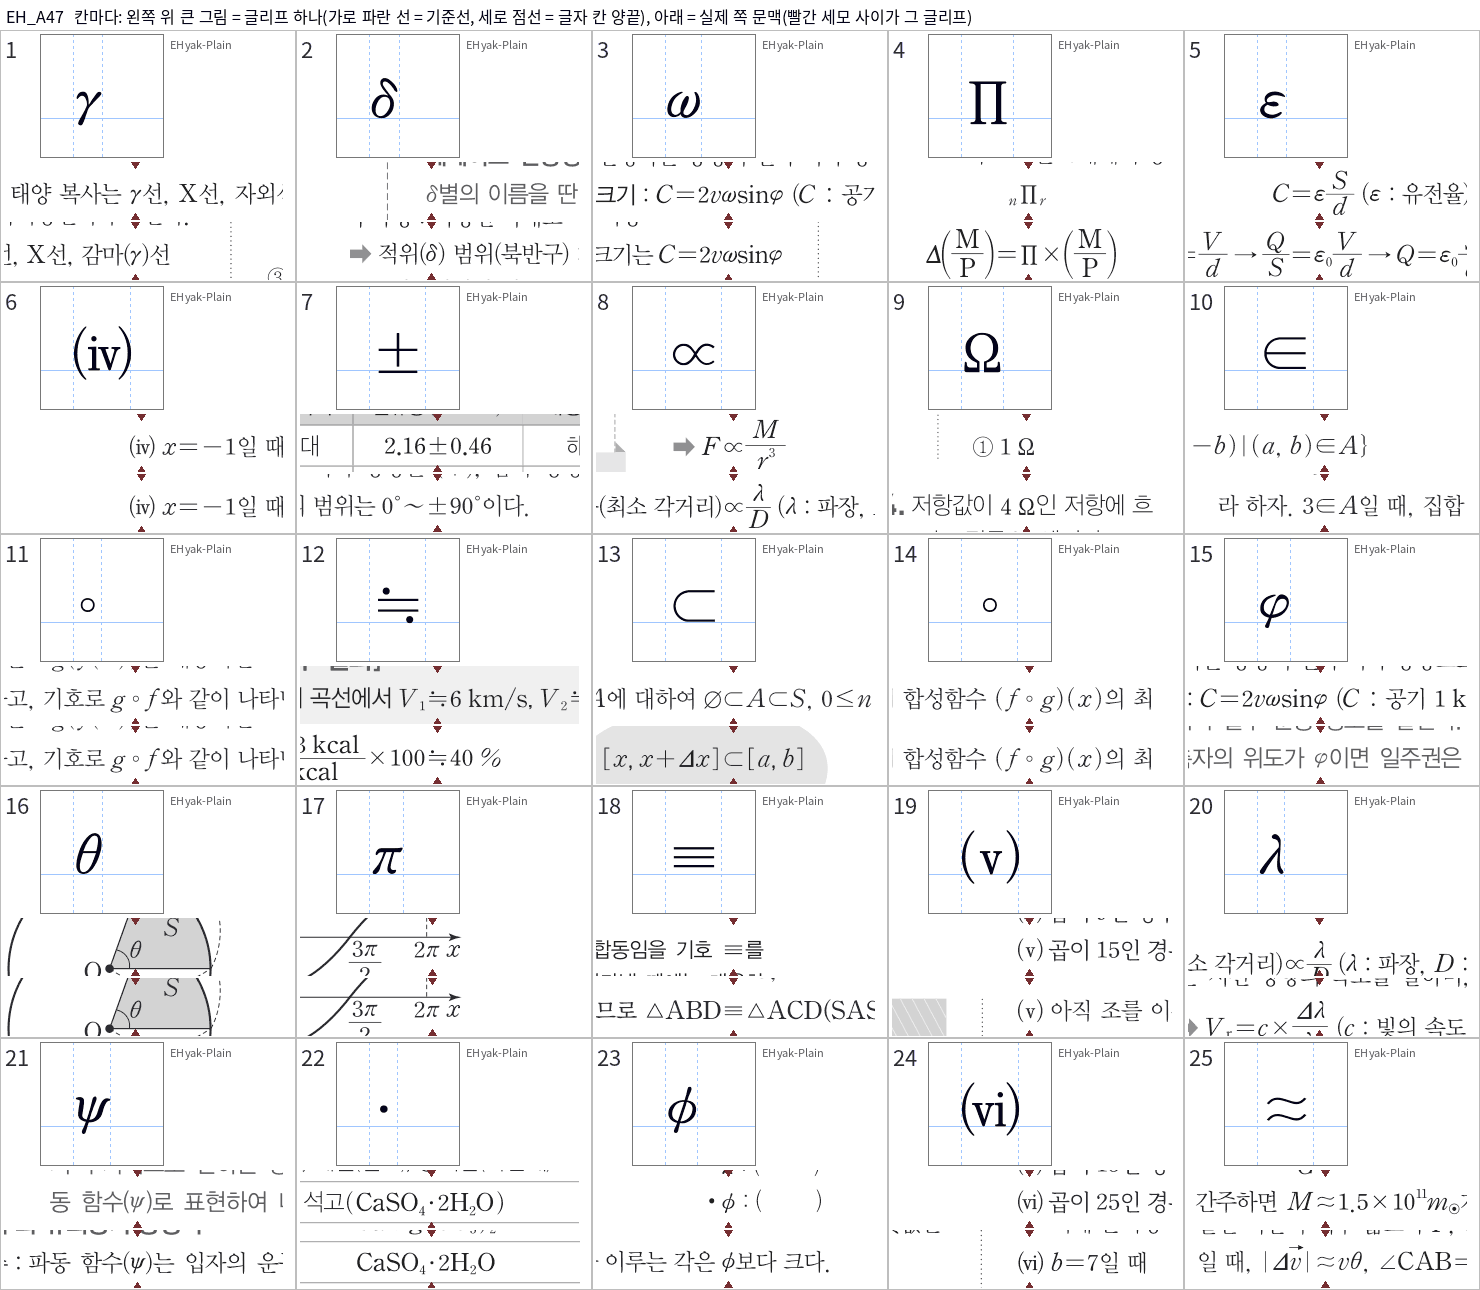 EH_A47 칸마다: 왼쪽 위 큰 그림 = 글리프 하나(가로 파란 선 = 기준선, 세로 점선 = 글자 칸 양끝), 아래 = 실제 쪽 문맥(빨간 세모 사이가 그 글리프)
1 γ EHyak-Plain
태양 복사는 γ선, X선, 자외
선, X선, 감마(γ)선
2 δ EHyak-Plain
δ별의 이름을 딴
➡ 적위(δ) 범위(북반구)
3 ω EHyak-Plain
크기 : C=2vωsinφ (C : 공기
크기는 C=2vωsinφ
4 Π EHyak-Plain
ₙΠᵣ
Δ(M/P)=Π×(M/P)
5 ε EHyak-Plain
C=ε S/d (ε : 유전율)
=V/d → Q/S=ε₀V/d → Q=ε₀
6 (ⅳ) EHyak-Plain
(ⅳ) x=−1일 때
(ⅳ) x=−1일 때
7 ± EHyak-Plain
대 2.16±0.46
범위는 0°~±90°이다.
8 ∝ EHyak-Plain
➡ F∝M/r³
(최소 각거리)∝λ/D (λ : 파장,
9 Ω EHyak-Plain
① 1 Ω
저항값이 4 Ω인 저항에 흐
10 ∈ EHyak-Plain
−b)|(a, b)∈A}
라 하자. 3∈A일 때, 집합
11 ∘ EHyak-Plain
고, 기호로 g∘f와 같이 나타
고, 기호로 g∘f와 같이 나타
12 ≒ EHyak-Plain
곡선에서 V₁≒6 km/s, V₂≒
kcal/kcal×100≒40 %
13 ⊂ EHyak-Plain
A에 대하여 ∅⊂A⊂S, 0≤n
[x, x+Δx]⊂[a, b]
14 ∘ EHyak-Plain
합성함수 (f∘g)(x)의 최
합성함수 (f∘g)(x)의 최
15 φ EHyak-Plain
: C=2vωsinφ (C : 공기 1 k
자의 위도가 φ이면 일주권은
16 θ EHyak-Plain
S θ O
S θ O
17 π EHyak-Plain
3π/2 2π x
3π/2 2π x
18 ≡ EHyak-Plain
합동임을 기호 ≡를
므로 △ABD≡△ACD(SAS
19 (ⅴ) EHyak-Plain
(ⅴ) 곱이 15인 경
(ⅴ) 아직 조를 이
20 λ EHyak-Plain
소 각거리)∝λ/D (λ : 파장, D :
Vᵣ=c×Δλ/λ (c : 빛의 속도
21 ψ EHyak-Plain
동 함수(ψ)로 표현하여
: 파동 함수(ψ)는 입자의 운
22 · EHyak-Plain
석고(CaSO₄·2H₂O)
CaSO₄·2H₂O
23 ϕ EHyak-Plain
• ϕ : ( )
이루는 각은 ϕ보다 크다.
24 (ⅵ) EHyak-Plain
(ⅵ) 곱이 25인 경
(ⅵ) b=7일 때
25 ≈ EHyak-Plain
간주하면 M≈1.5×10¹¹m⊙
일 때, |Δv⃗|≈vθ, ∠CAB=